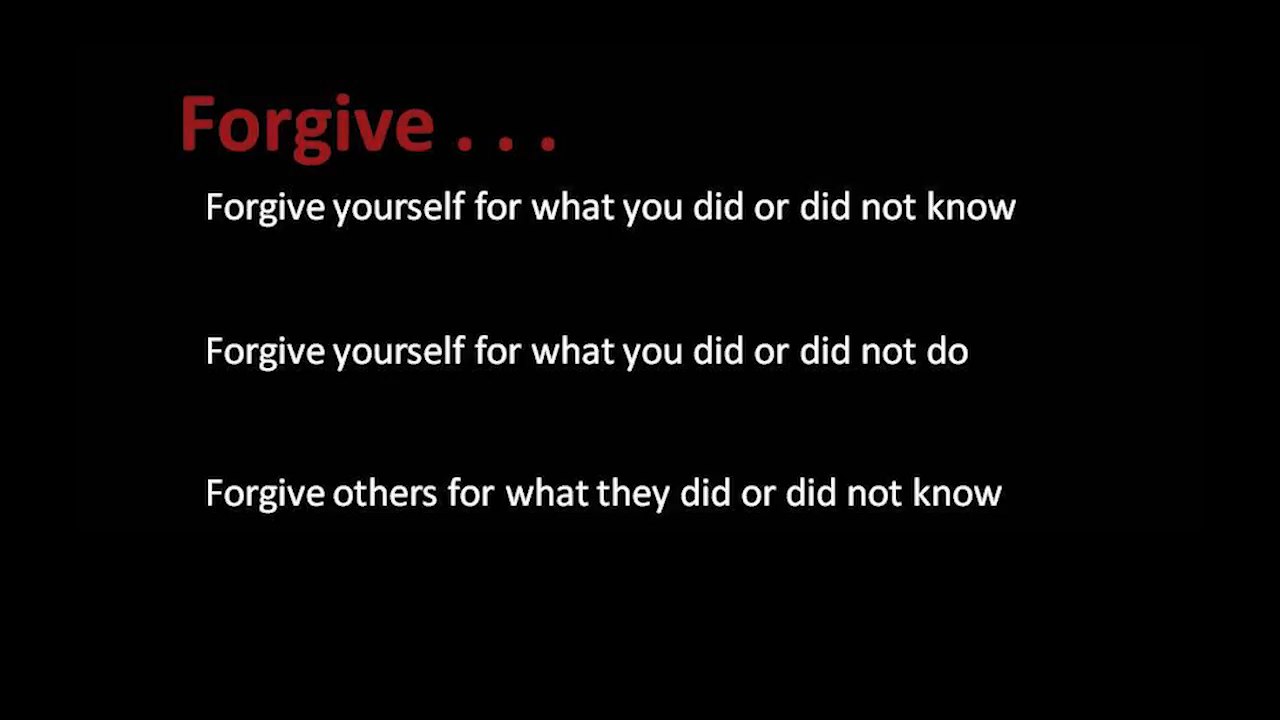 Forgive . . .
Forgive yourself for what you did or did not know
Forgive yourself for what you did or did not do
Forgive others for what they did or did not know